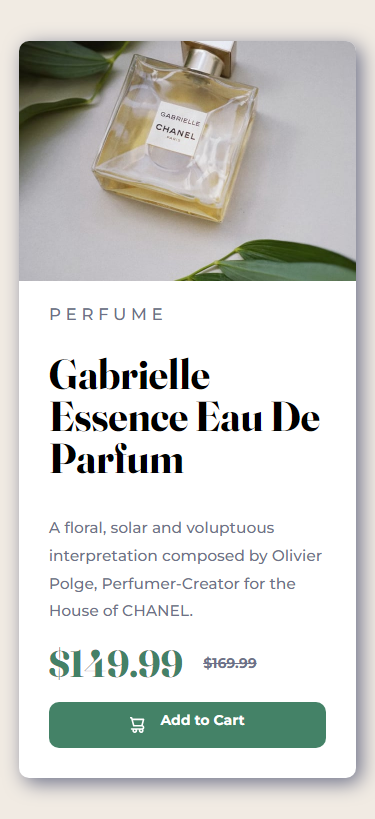 GABRIELLE
CHANEL
PARIS
PERFUME
Gabrielle
Essence Eau De
Parfum
A floral, solar and voluptuous
interpretation composed by Olivier
Polge, Perfumer-Creator for the
House of CHANEL.
$149.99 $169.99
Add to Cart